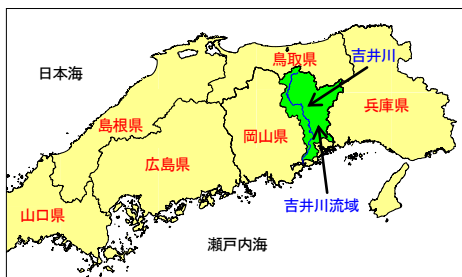 吉井川
鳥取県
日本海
兵庫県
島根県
岡山県
広島県
吉井川流域
山口県
瀬戸内海